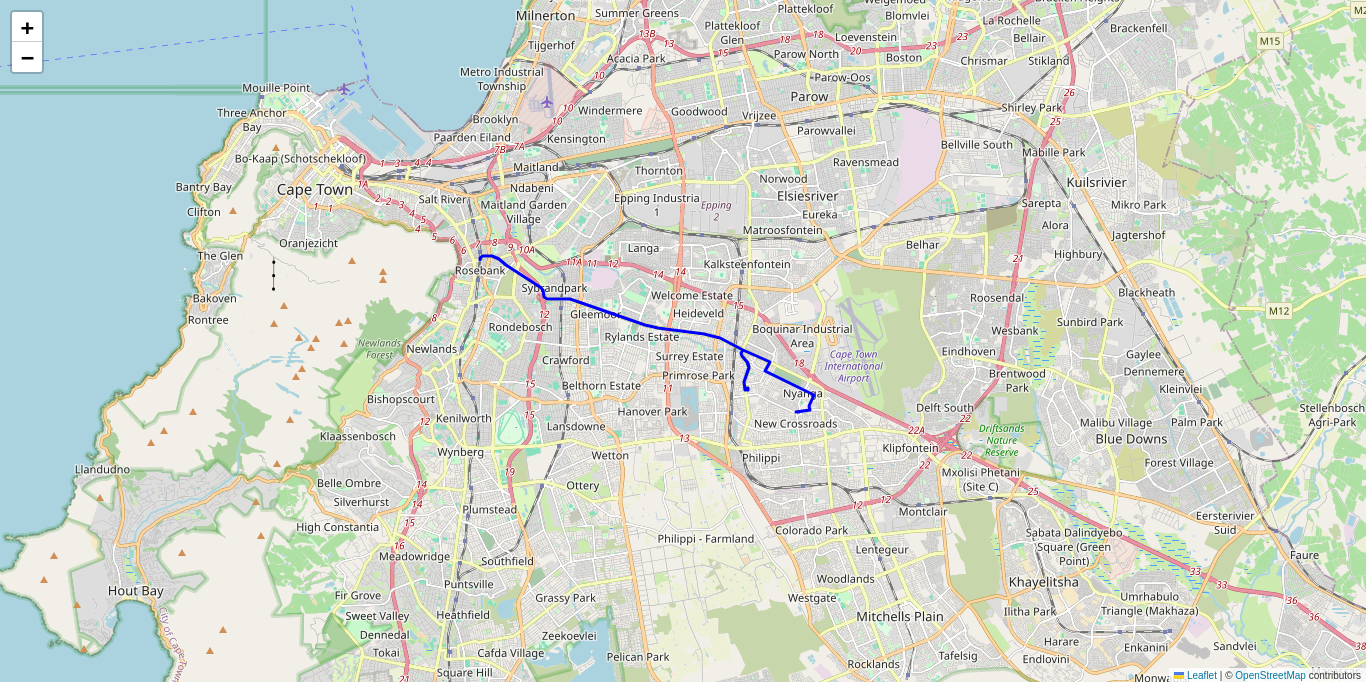 +
−
Milnerton
Summer Greens
Plattekloof
Weigemoed
Blomvlei
La Rochelle
Bracken Heights
M2
Plattekloof
Glen
Loevenstein
Bellair
Brackenfell
M15
Tijgerhof
13B
13
Acacia Park
Parow North
Boston
Chrismar
Stikland
Metro Industrial
Township
Parow-Oos
Mouille Point
Parow
Three Anchor
Bay
Brooklyn
Windermere
Goodwood
Vrijzee
Shirley Park
Paarden Eiland
Kensington
Parowvallei
Bellville South
Mabille Park
Bo-Kaap (Schotschekloof)
Maitland
Thornton
Ravensmead
Bantry Bay
Cape Town
Ndabeni
Norwood
Kuilsrivier
Clifton
Salt River
Maitland Garden
Village
Epping Industria
1
Epping
2
Elsiesriver
Eureka
Sarepta
Mikro Park
Oranjezicht
Matroosfontein
Alora
Jagtershof
The Glen
Langa
Belhar
Highbury
Rosebank
Kalksteenfontein
Bakoven
Sybrandpark
Welcome Estate
Roosendal
Blackheath
Rontree
Gleemoor
Heideveld
Sunbird Park
M12
Rondebosch
Rylands Estate
Boquinar Industrial
Area
Wesbank
Newlands
Forest
Newlands
Crawford
Surrey Estate
Cape Town
International
Airport
Eindhoven
Gaylee
Dennemere
Primrose Park
Brentwood
Park
Kleinvlei
Belthorn Estate
Nyanga
Bishopscourt
Hanover Park
New Crossroads
Delft South
Stellenbosch
Agri-Park
Kenilworth
Lansdowne
Malibu Village
Palm Park
Klaassenbosch
Driftsands
Nature
Reserve
Blue Downs
Wynberg
Wetton
Philippi
Klipfontein
Forest Village
Llandudno
Belle Ombre
Ottery
Mxolisi Phetani
(Site C)
Silverhurst
Plumstead
Montclair
Eersterivier
Suid
High Constantia
Philippi - Farmland
Colorado Park
Sabata Dalindyebo
Square (Green
Point)
Meadowridge
Southfield
Lentegeur
Faure
Hout Bay
Puntsville
Woodlands
Khayelitsha
Fir Grove
Grassy Park
Westgate
Umrhabulo
Triangle (Makhaza)
City of Cape Town
Sweet Valley
Heathfield
Mitchells Plain
Ilitha Park
Dennedal
Zeekoevlei
Harare
Enkanini
Sandvlei
Tokai
Cafda Village
Pelican Park
Tafelsig
Endlovini
Square Hill
Rocklands
Leaflet | © OpenStreetMap contributors